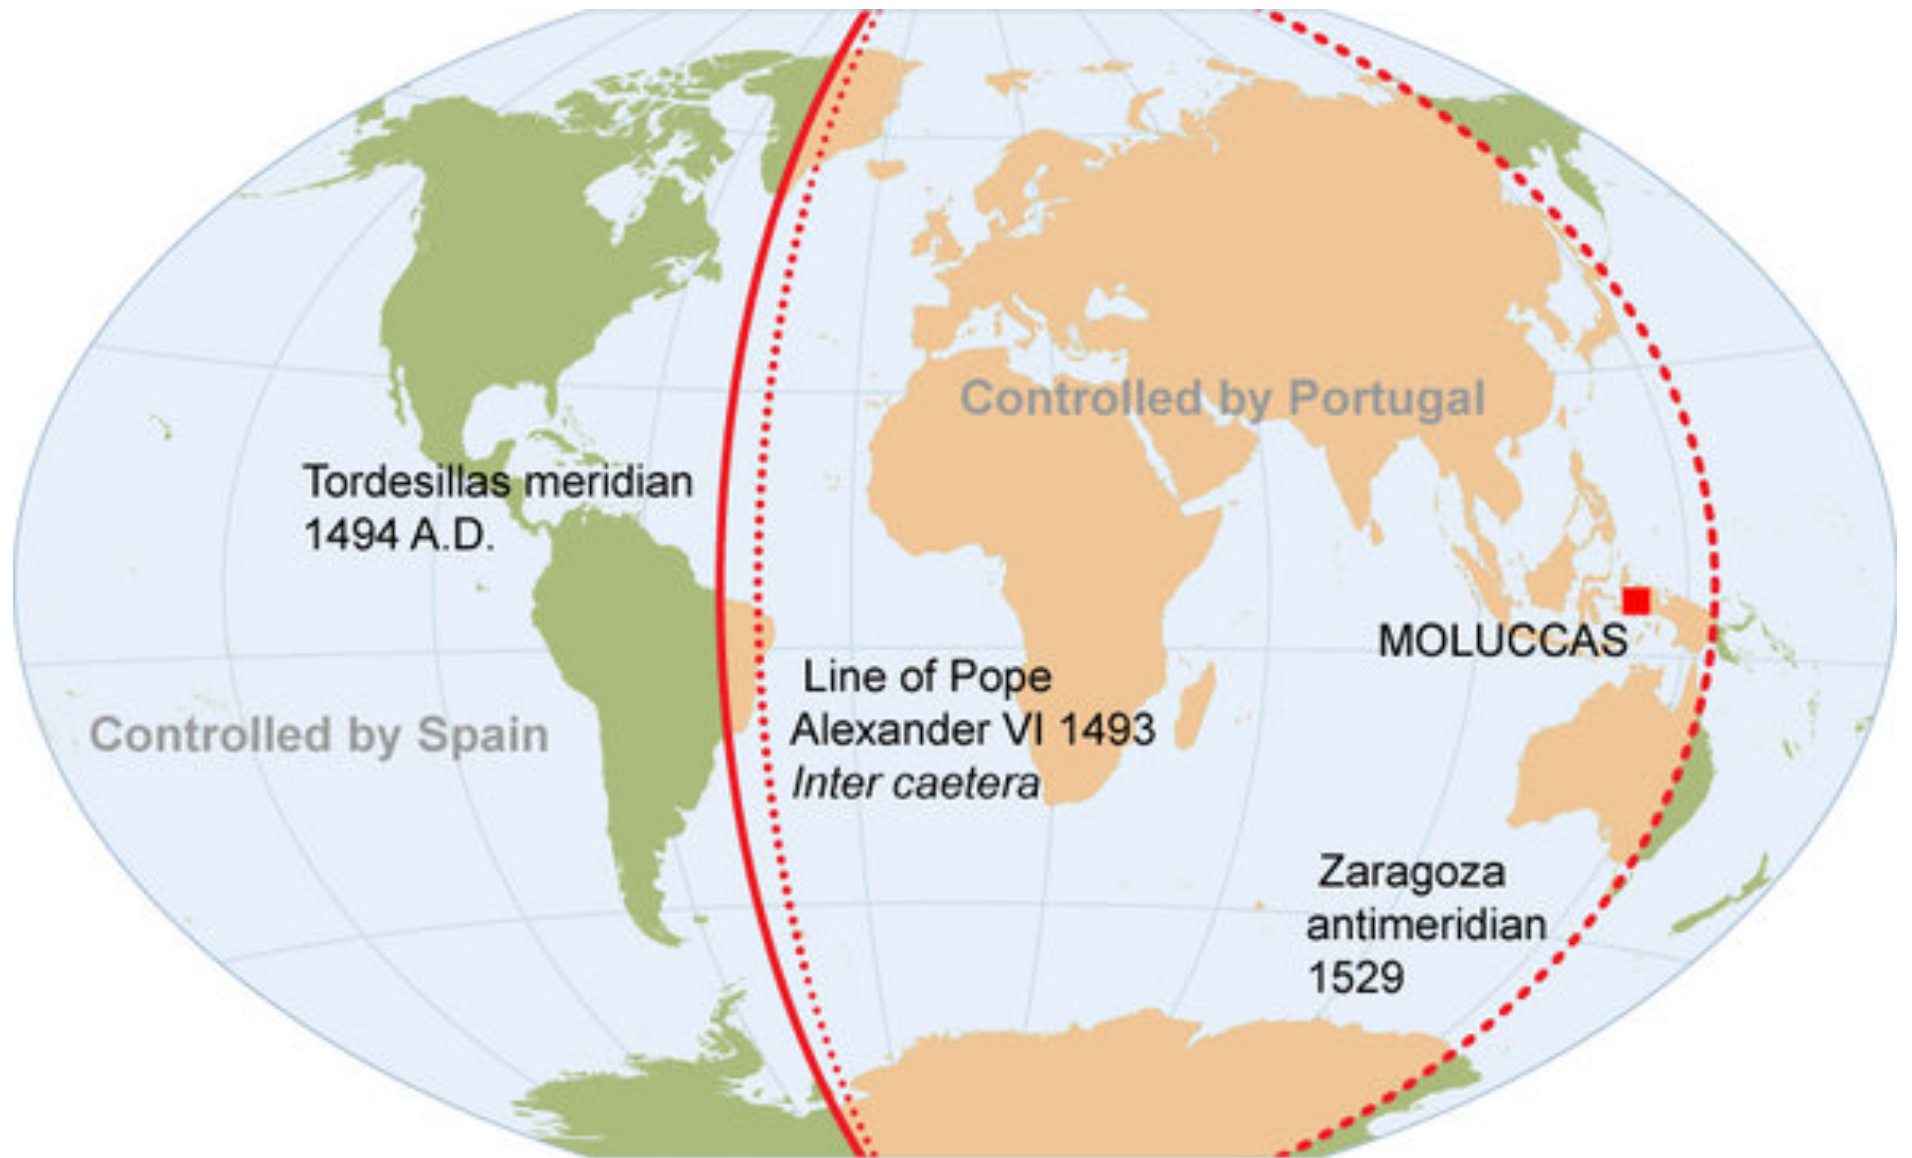 Controlled by Portugal
Tordesillas meridian
1494 A.D.
MOLUCCAS
Line of Pope
Alexander VI 1493
Inter caetera
Controlled by Spain
Zaragoza
antimeridian
1529